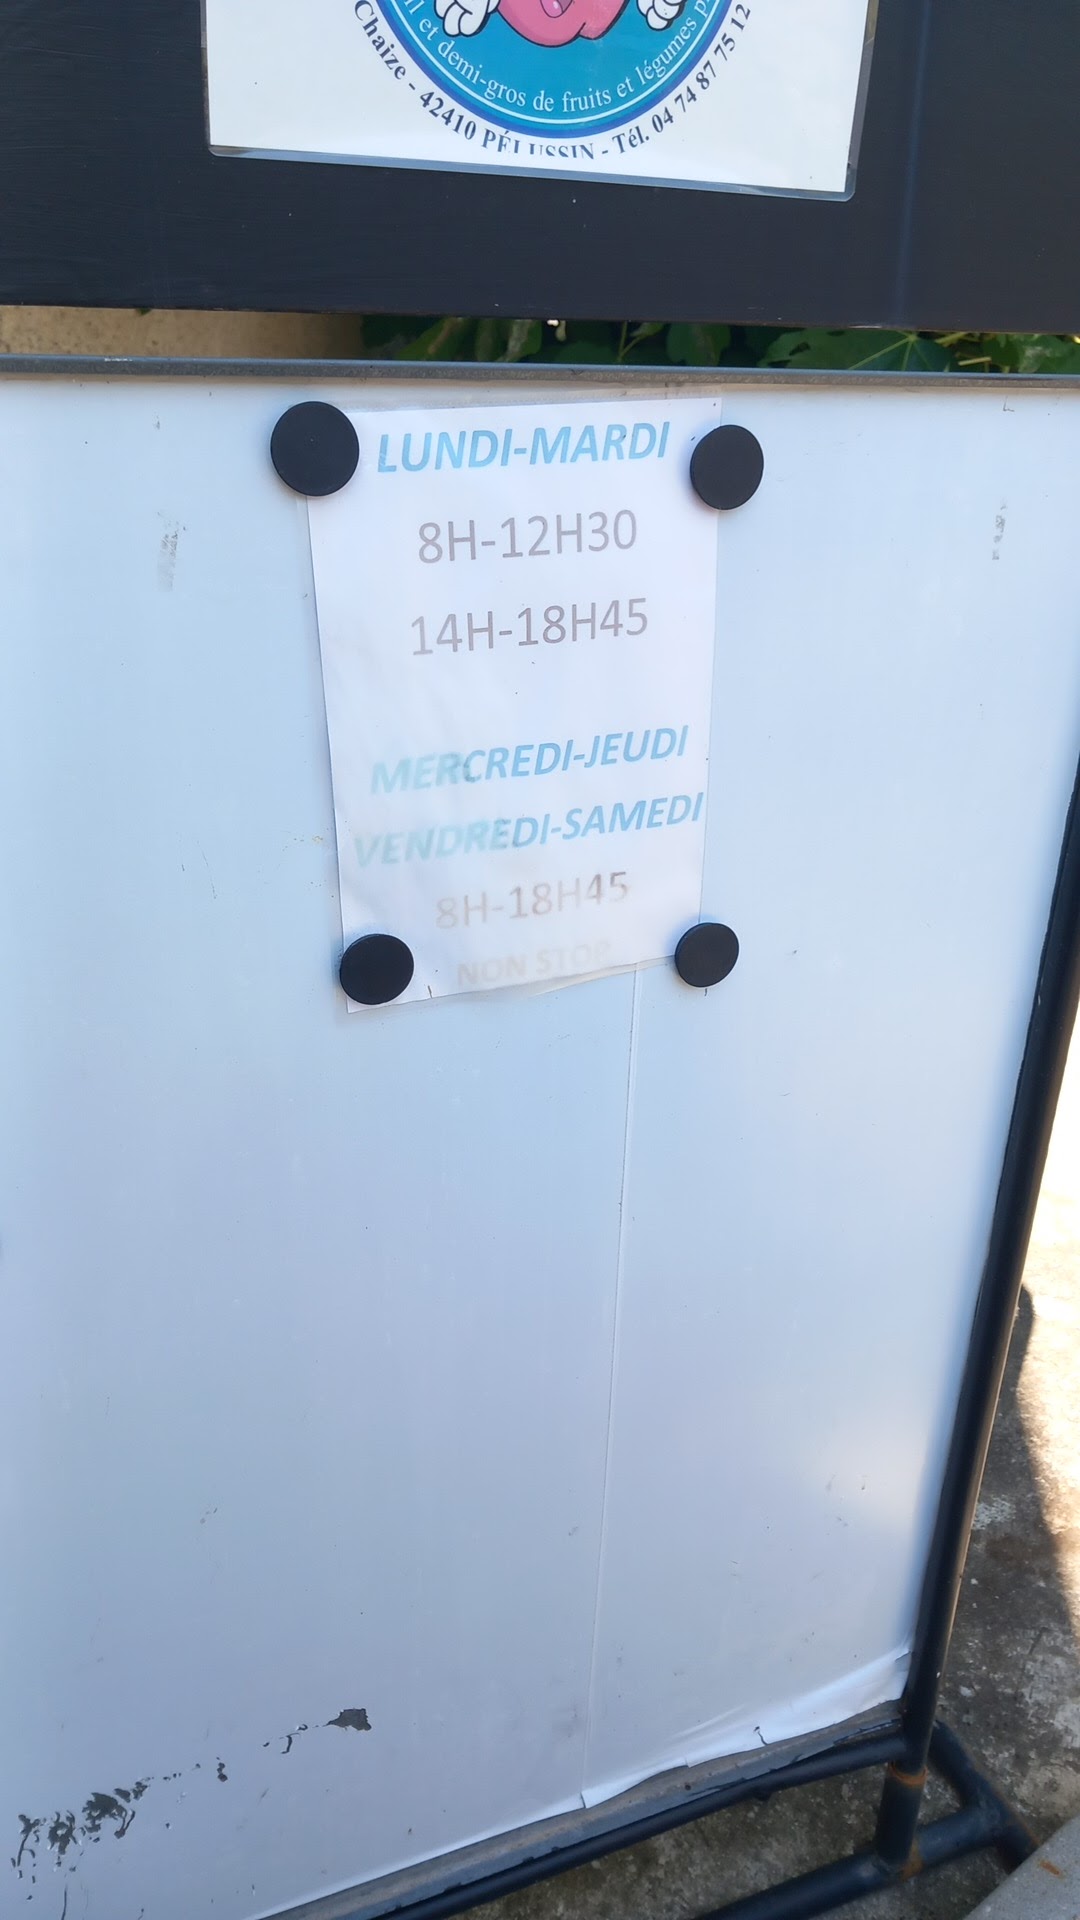 et demi-gros de fruits et légumes
Chaize - 42410 PÉLUSSIN - Tél. 04 74 87 75 12
LUNDI-MARDI
8H-12H30
14H-18H45
MERCREDI-JEUDI
VENDREDI-SAMEDI
8H-18H45
NON STOP